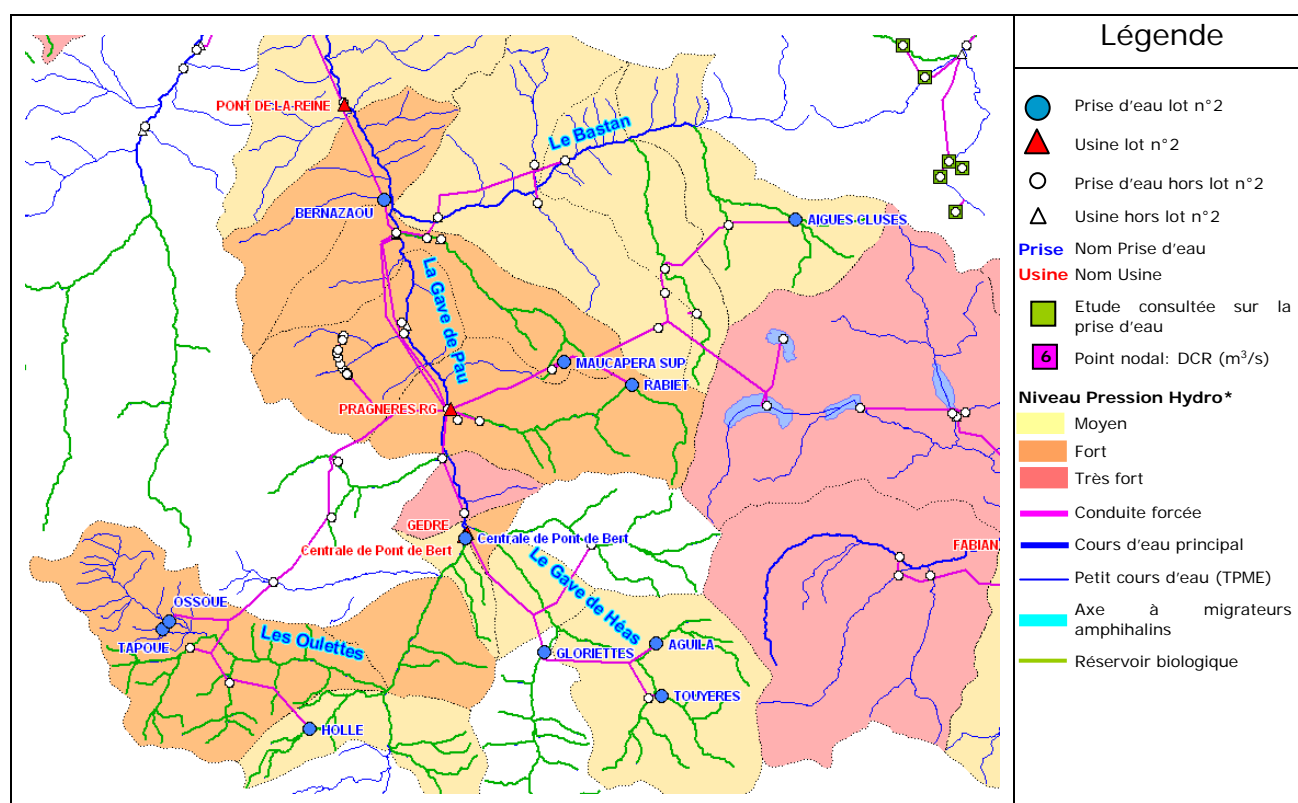 PONT DE LA REINE
Le Bastan
BERNAZAOU
AIGUES CLUSES
La Gave de Pau
MAUCAPERA SUP
RABIET
PRAGNERES-RG
GEDRE
Centrale de Pont de Bert
Centrale de Pont de Bert
FABIAN
Le Gave de Héas
OSSOUE
Les Oulettes
TAPOUE
GLORIETTES
AGUILA
TOUYERES
HOLLE
Légende
Prise d'eau lot n°2
Usine lot n°2
Prise d'eau hors lot n°2
Usine hors lot n°2
Prise Nom Prise d'eau
Usine Nom Usine
Etude consultée sur la
prise d'eau
6 Point nodal: DCR (m³/s)
Niveau Pression Hydro*
Moyen
Fort
Très fort
Conduite forcée
Cours d'eau principal
Petit cours d'eau (TPME)
Axe à migrateurs
amphihalins
Réservoir biologique